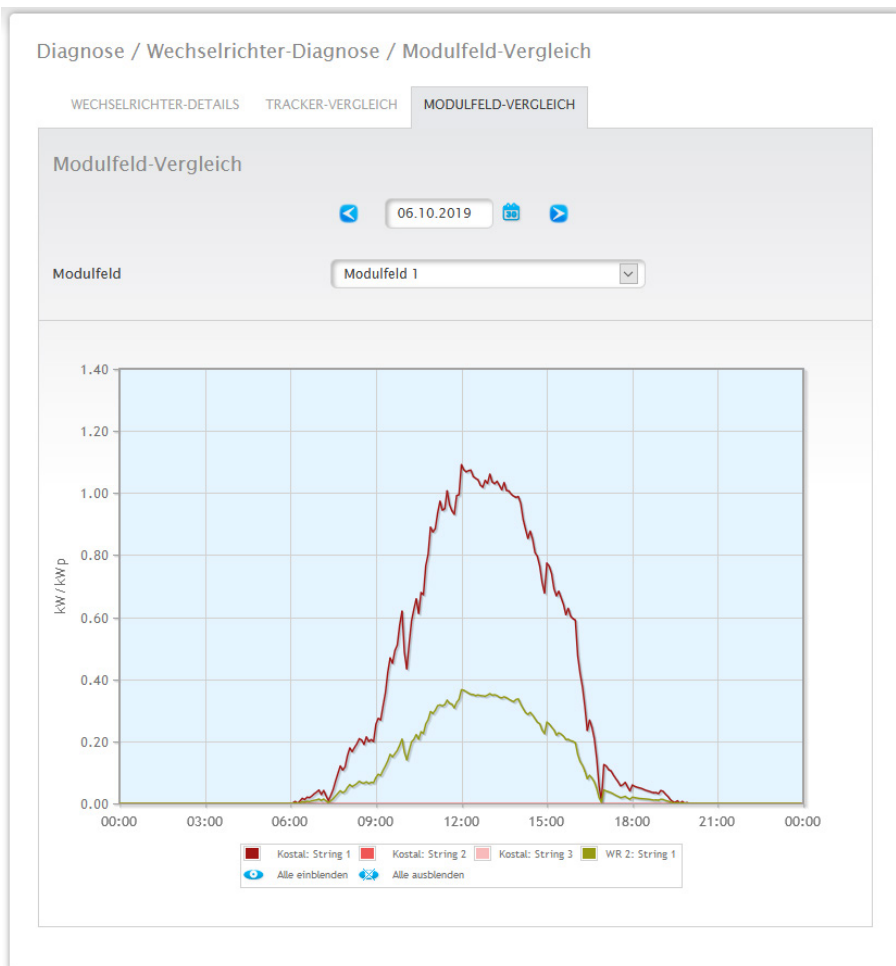 Diagnose / Wechselrichter-Diagnose / Modulfeld-Vergleich
WECHSELRICHTER-DETAILS TRACKER-VERGLEICH MODULFELD-VERGLEICH
Modulfeld-Vergleich
06.10.2019 30
Modulfeld Modulfeld 1
1.40
1.20
1.00
0.80
0.60
0.40
0.20
0.00
kW/kWp
00:00 03:00 06:00 09:00 12:00 15:00 18:00 21:00 00:00
Kostal: String 1 Kostal: String 2 Kostal: String 3 WR 2: String 1
Alle einblenden Alle ausblenden